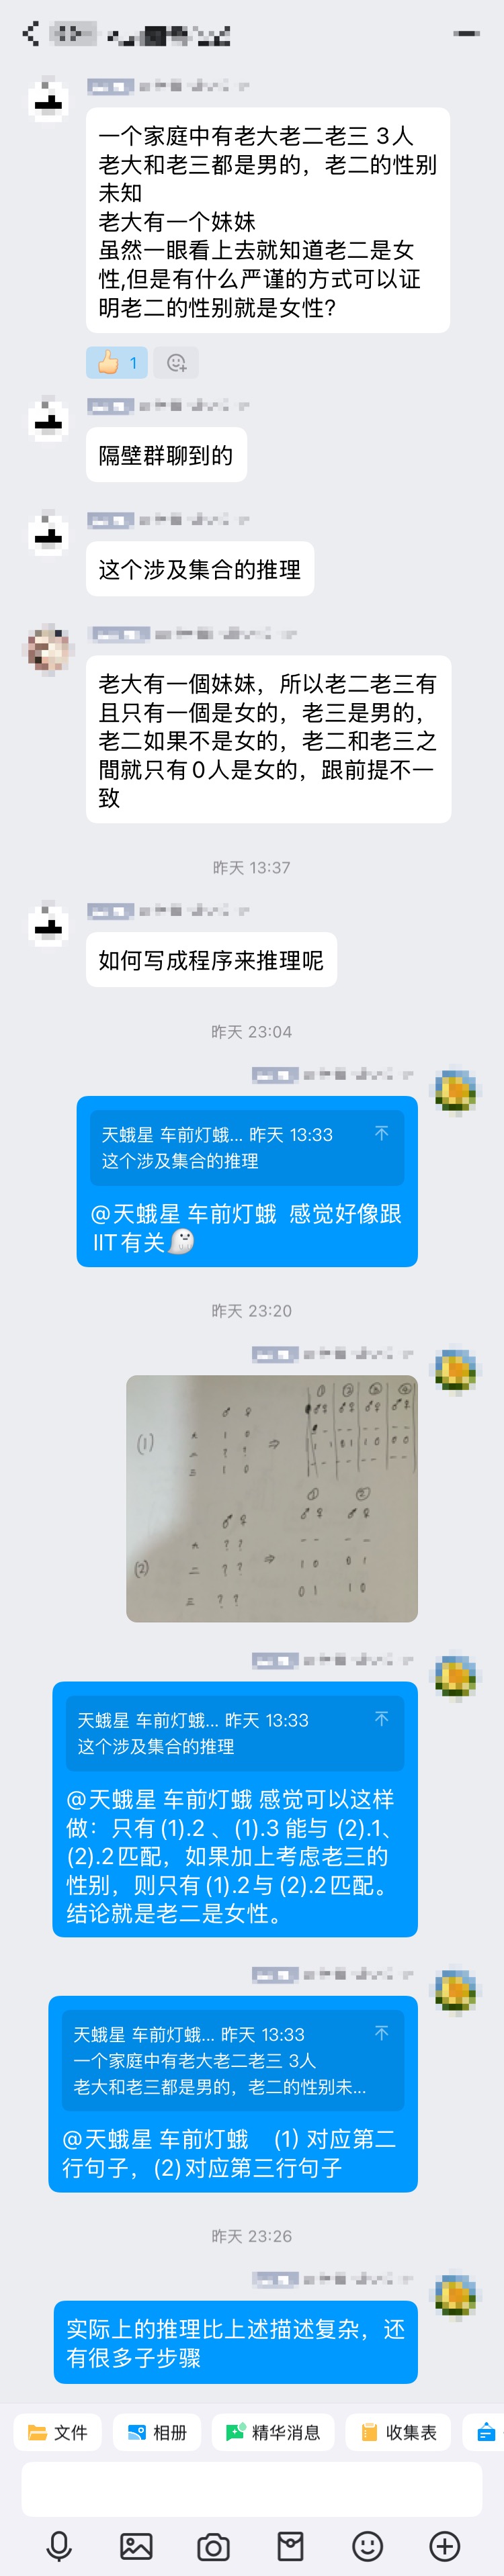 一个家庭中有老大老二老三 3人
老大和老三都是男的，老二的性别
未知
老大有一个妹妹
虽然一眼看上去就知道老二是女
性,但是有什么严谨的方式可以证
明老二的性别就是女性?
1
隔壁群聊到的
这个涉及集合的推理
老大有一個妹妹，所以老二老三有
且只有一個是女的，老三是男的，
老二如果不是女的，老二和老三之
間就只有0人是女的，跟前提不一
致
昨天 13:37
如何写成程序来推理呢
昨天 23:04
天蛾星 车前灯蛾... 昨天 13:33
这个涉及集合的推理
@天蛾星 车前灯蛾 感觉好像跟
IIT有关
昨天 23:20
(1)
♂ ♀
大 1 0
二 ? ?
三 1 0
⇒
① ② ③ ④
(2)
♂ ♀
大 ? ?
二 ? ?
三 ? ?
⇒
① ②
♂ ♀ ♂ ♀
-- --
1 0 0 1
0 1 1 0
天蛾星 车前灯蛾... 昨天 13:33
这个涉及集合的推理
@天蛾星 车前灯蛾 感觉可以这样
做：只有(1).2 、(1).3 能与 (2).1、
(2).2匹配，如果加上考虑老三的
性别，则只有(1).2与(2).2匹配。
结论就是老二是女性。
天蛾星 车前灯蛾... 昨天 13:33
一个家庭中有老大老二老三 3人
老大和老三都是男的，老二的性别未...
@天蛾星 车前灯蛾 (1) 对应第二
行句子，(2)对应第三行句子
昨天 23:26
实际上的推理比上述描述复杂，还
有很多子步骤
文件 相册 精华消息 收集表